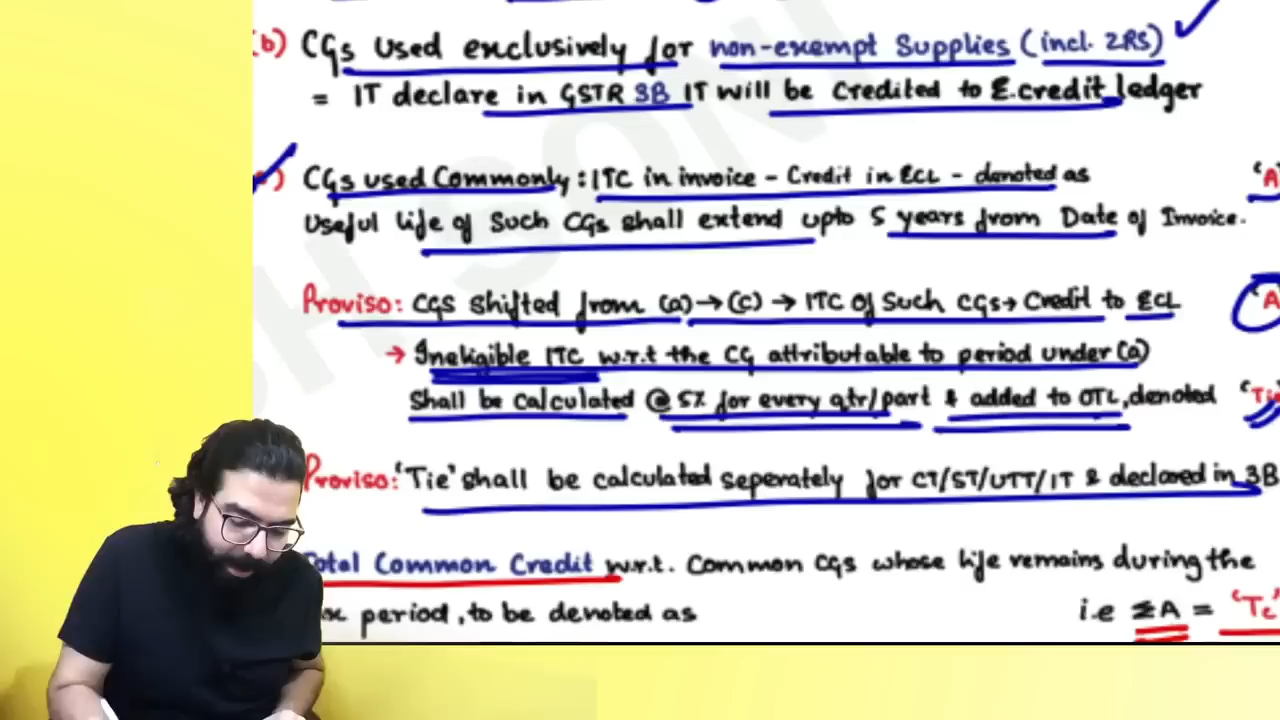 (b) CGs used exclusively for non-exempt Supplies (incl. ZRS)
= IT declare in GSTR 3B IT will be Credited to E.credit ledger
CGs used Commonly: ITC in invoice - Credit in ECL - denoted as 'A
Useful life of Such CGs shall extend upto 5 years from Date of Invoice.
Proviso: CGs shifted from (a)→(c) → ITC of Such CGs → Credit to ECL 'A
→ Ineligible ITC w.r.t the CG attributable to period under (a)
Shall be Calculated @ 5% for every qtr/part & added to OTL, denoted 'Tie
Proviso: 'Tie' shall be calculated seperately for CT/ST/UTT/IT & declared in 3B
Total Common Credit w.r.t. Common CGs whose life remains during the
period, to be denoted as i.e ΣA = 'Tc'